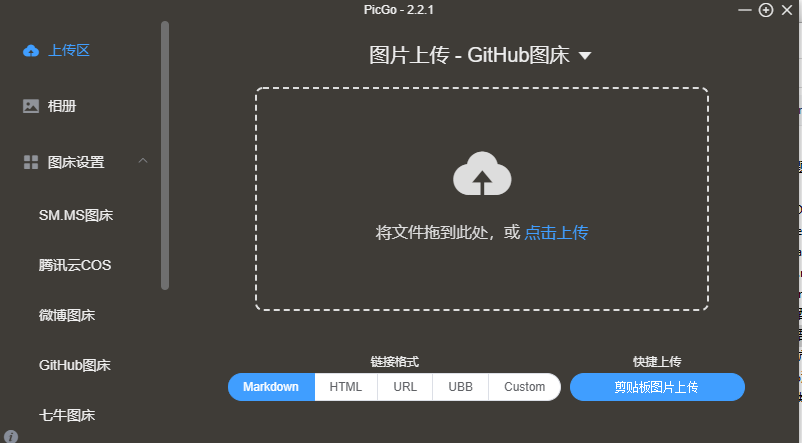 PicGo - 2.2.1
上传区
相册
图床设置
SM.MS图床
腾讯云COS
微博图床
GitHub图床
七牛图床
图片上传 - GitHub图床
将文件拖到此处，或 点击上传
链接格式
Markdown HTML URL UBB Custom
快捷上传
剪贴板图片上传